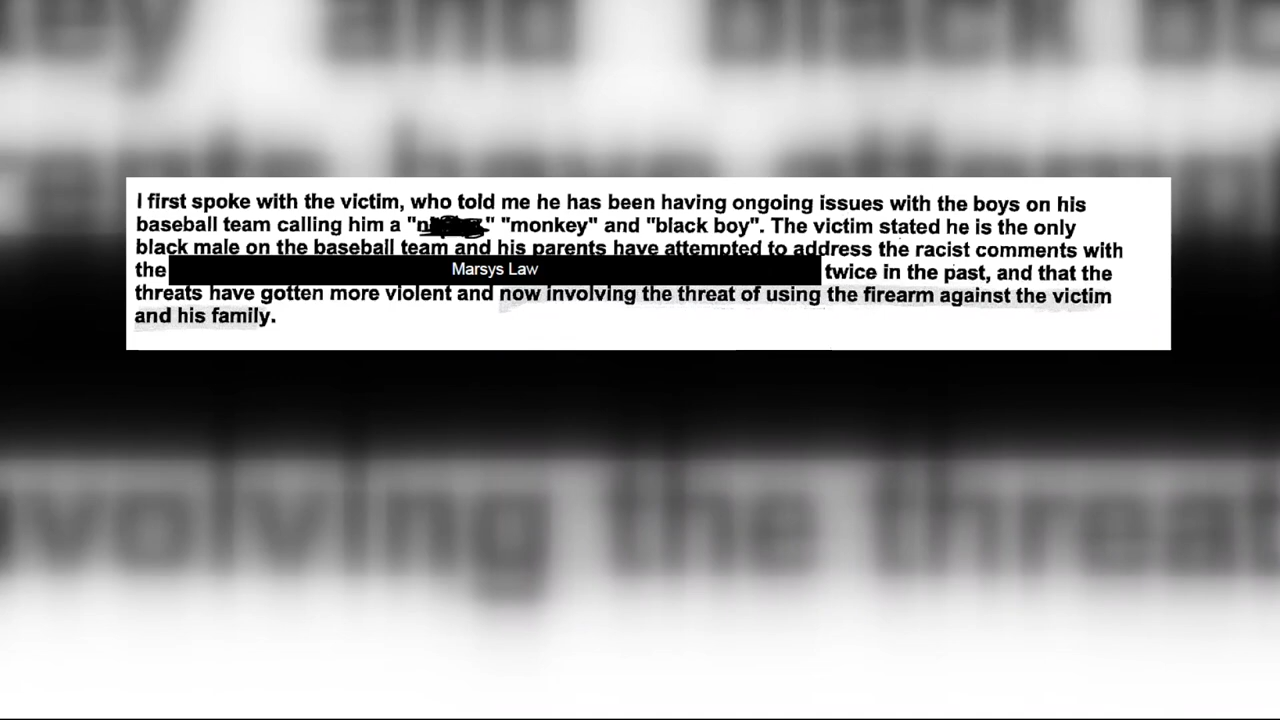 I first spoke with the victim, who told me he has been having ongoing issues with the boys on his
baseball team calling him a "n" "monkey" and "black boy". The victim stated he is the only
black male on the baseball team and his parents have attempted to address the racist comments with
the Marsys Law twice in the past, and that the
threats have gotten more violent and now involving the threat of using the firearm against the victim
and his family.